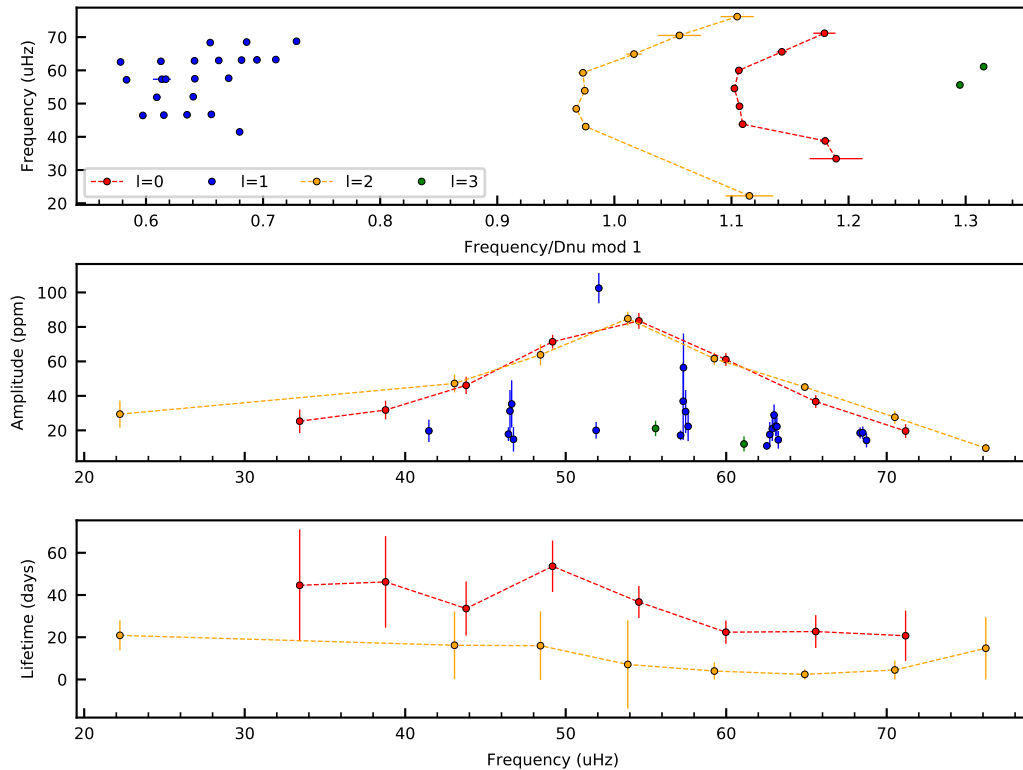 70
60
50
40
30
20
Frequency (uHz)
l=0 l=1 l=2 l=3
0.6 0.7 0.8 0.9 1.0 1.1 1.2 1.3
Frequency/Dnu mod 1
100
80
60
40
20
Amplitude (ppm)
20 30 40 50 60 70
60
40
20
0
Lifetime (days)
20 30 40 50 60 70
Frequency (uHz)